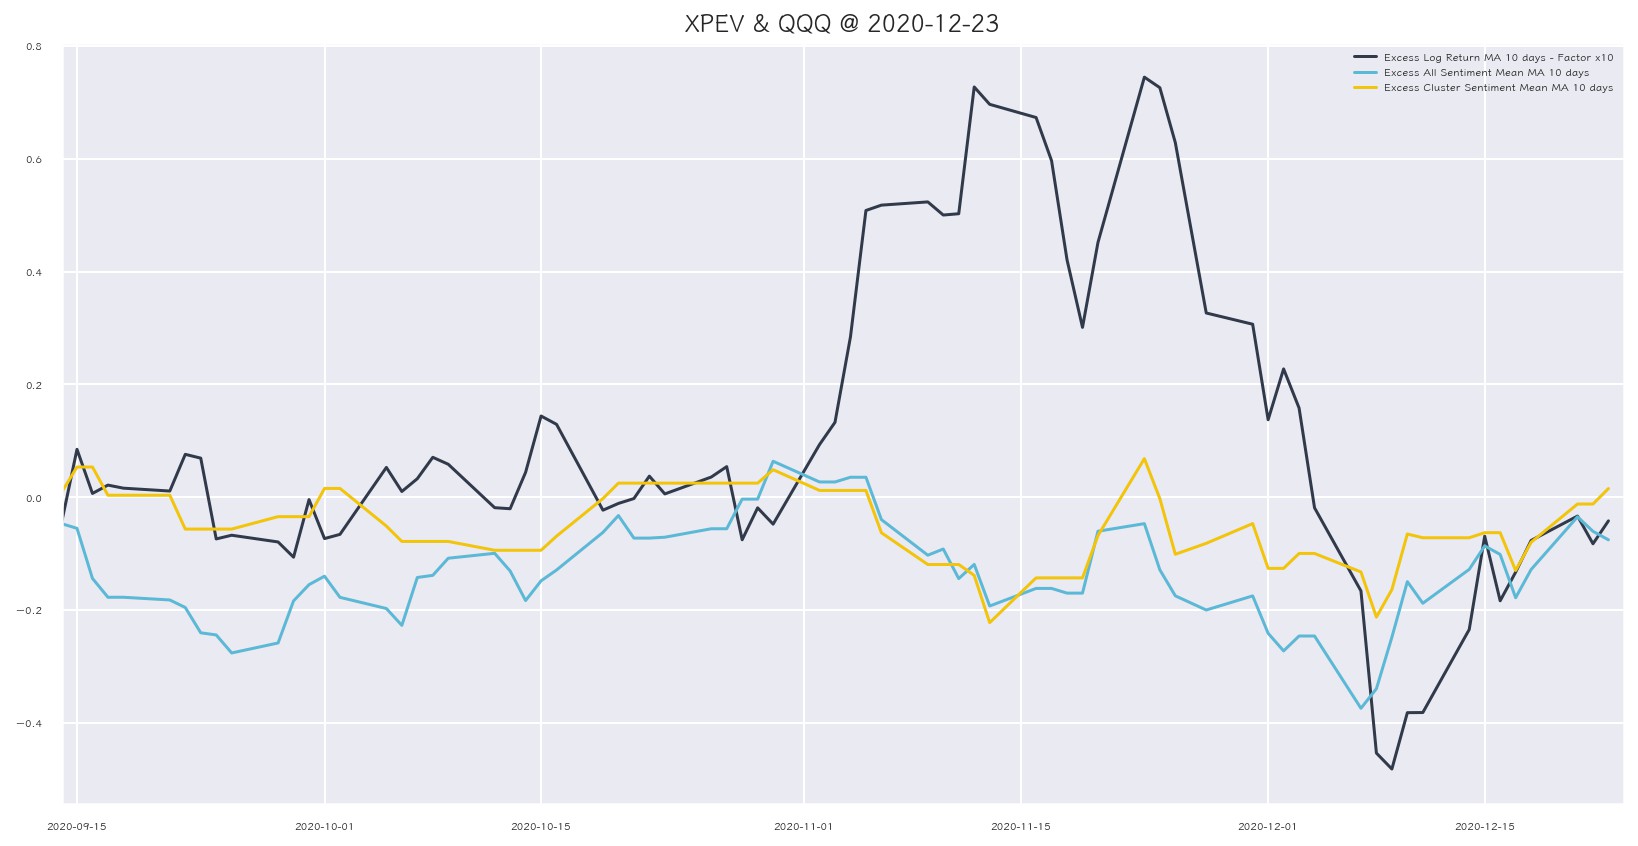 XPEV & QQQ @ 2020-12-23
Excess Log Return MA 10 days - Factor x10
Excess All Sentiment Mean MA 10 days
Excess Cluster Sentiment Mean MA 10 days
0.8
0.6
0.4
0.2
0.0
−0.2
−0.4
2020-09-15 2020-10-01 2020-10-15 2020-11-01 2020-11-15 2020-12-01 2020-12-15